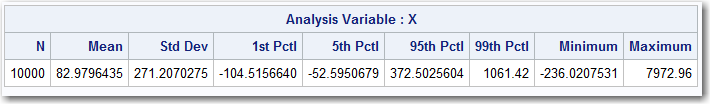 Analysis Variable : X
N Mean Std Dev 1st Pctl 5th Pctl 95th Pctl 99th Pctl Minimum Maximum
10000 82.9796435 271.2070275 -104.5156640 -52.5950679 372.5025604 1061.42 -236.0207531 7972.96